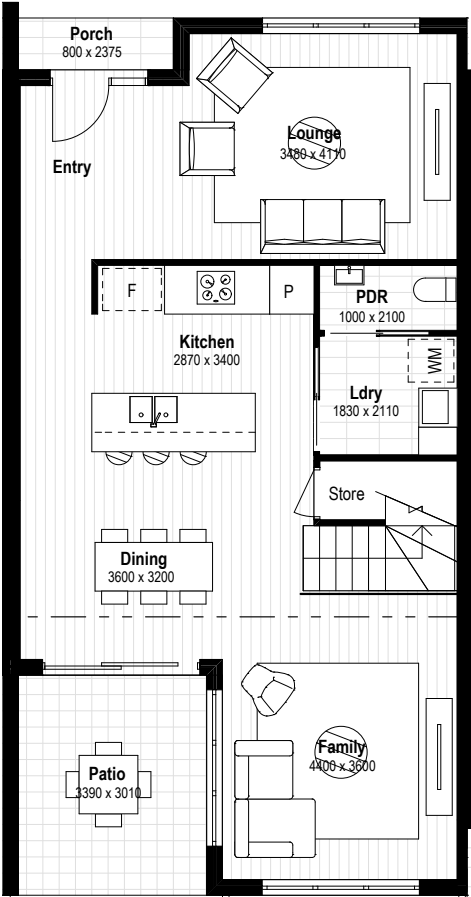 Porch
800 x 2375
Lounge
3480 x 4110
Entry
F
P
PDR
1000 x 2100
Kitchen
2870 x 3400
WM
Ldry
1830 x 2110
Store
Dining
3600 x 3200
Family
4400 x 3600
Patio
3390 x 3010